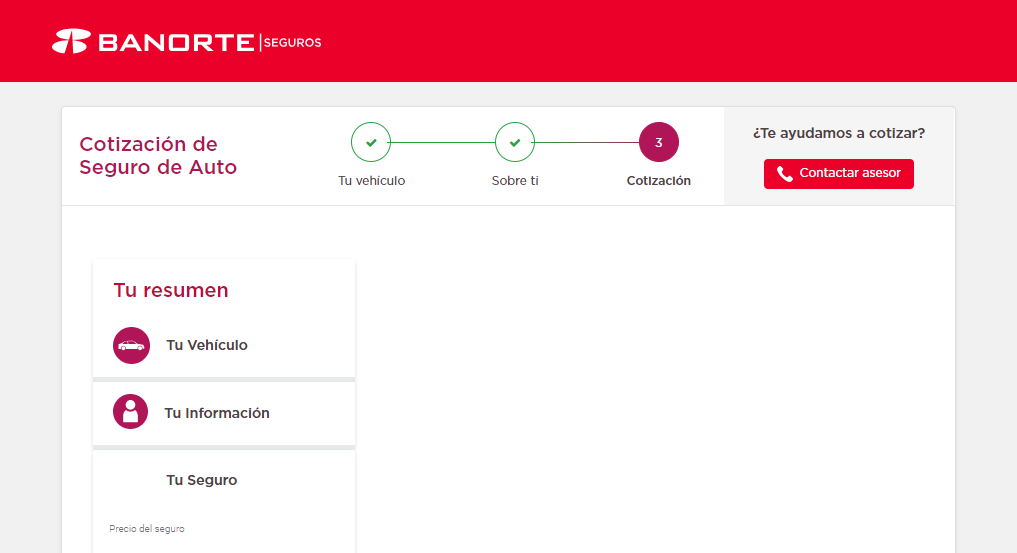 BANORTE SEGUROS
Cotización de
Seguro de Auto
3
Tu vehículo
Sobre ti
Cotización
¿Te ayudamos a cotizar?
Contactar asesor
Tu resumen
Tu Vehículo
Tu Información
Tu Seguro
Precio del seguro